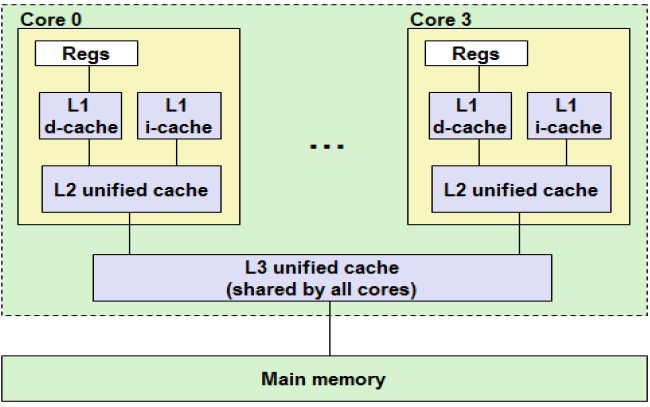 Core 0
Core 3
Regs
Regs
L1
d-cache
L1
i-cache
L1
d-cache
L1
i-cache
...
L2 unified cache
L2 unified cache
L3 unified cache
(shared by all cores)
Main memory